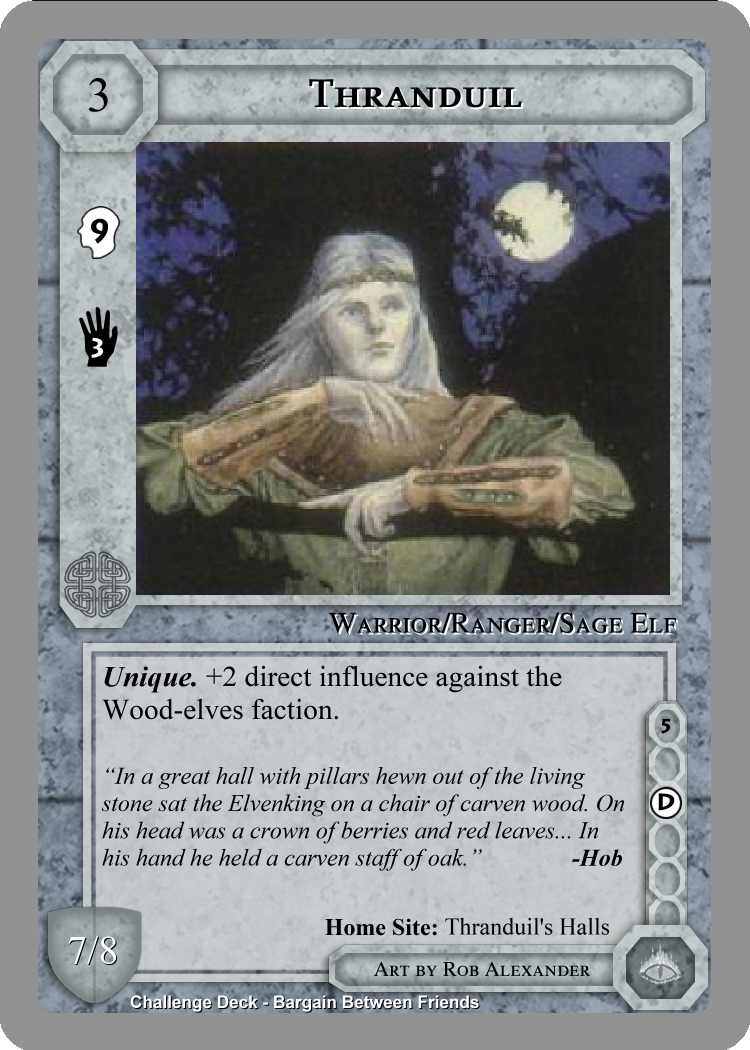 3
THRANDUIL
9
3
WARRIOR/RANGER/SAGE ELF
Unique. +2 direct influence against the
Wood-elves faction.
5
“In a great hall with pillars hewn out of the living
stone sat the Elvenking on a chair of carven wood. On
D
his head was a crown of berries and red leaves... In
his hand he held a carven staff of oak.” -Hob
Home Site: Thranduil's Halls
7/8
ART BY ROB ALEXANDER
Challenge Deck - Bargain Between Friends